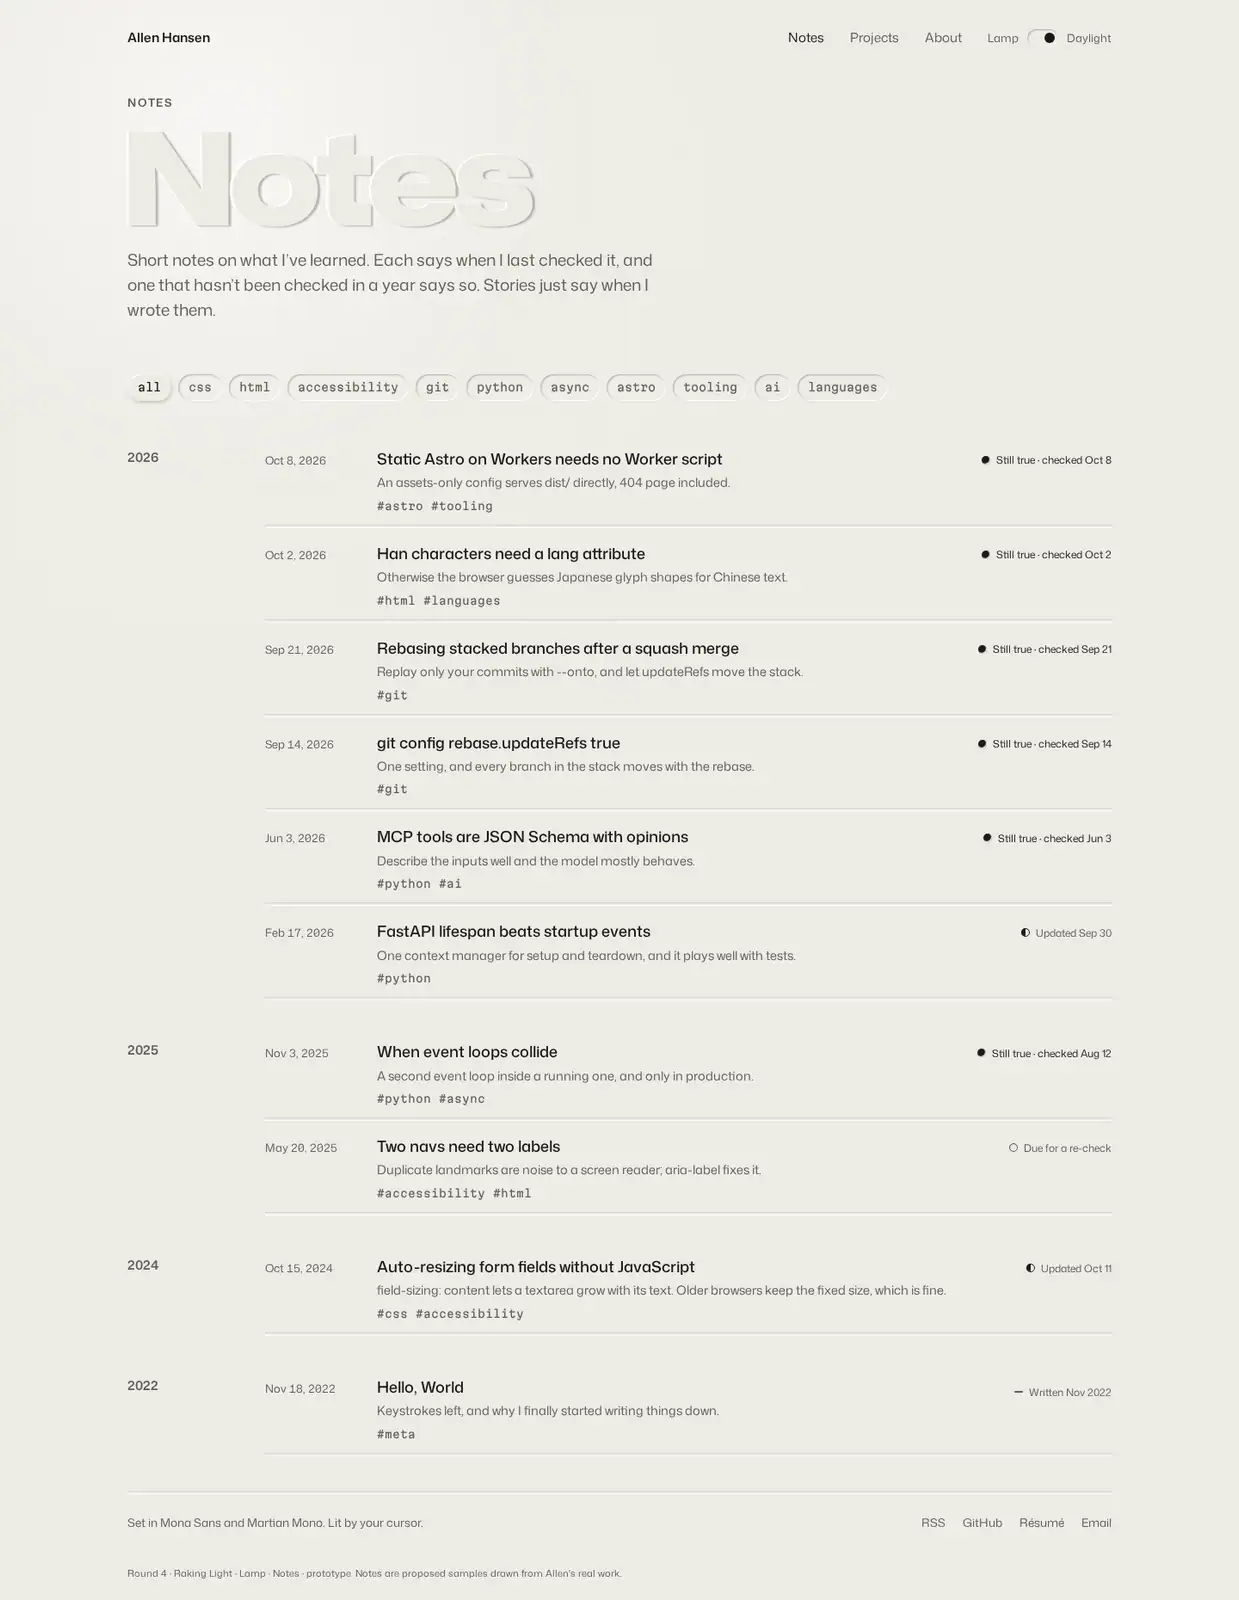 Allen Hansen
Notes Projects About Lamp Daylight
NOTES
Notes
Short notes on what I’ve learned. Each says when I last checked it, and
one that hasn’t been checked in a year says so. Stories just say when I
wrote them.
all css html accessibility git python async astro tooling ai languages
2026
Oct 8, 2026
Static Astro on Workers needs no Worker script
Still true · checked Oct 8
An assets-only config serves dist/ directly, 404 page included.
#astro #tooling
Oct 2, 2026
Han characters need a lang attribute
Still true · checked Oct 2
Otherwise the browser guesses Japanese glyph shapes for Chinese text.
#html #languages
Sep 21, 2026
Rebasing stacked branches after a squash merge
Still true · checked Sep 21
Replay only your commits with --onto, and let updateRefs move the stack.
#git
Sep 14, 2026
git config rebase.updateRefs true
Still true · checked Sep 14
One setting, and every branch in the stack moves with the rebase.
#git
Jun 3, 2026
MCP tools are JSON Schema with opinions
Still true · checked Jun 3
Describe the inputs well and the model mostly behaves.
#python #ai
Feb 17, 2026
FastAPI lifespan beats startup events
Updated Sep 30
One context manager for setup and teardown, and it plays well with tests.
#python
2025
Nov 3, 2025
When event loops collide
Still true · checked Aug 12
A second event loop inside a running one, and only in production.
#python #async
May 20, 2025
Two navs need two labels
Due for a re-check
Duplicate landmarks are noise to a screen reader; aria-label fixes it.
#accessibility #html
2024
Oct 15, 2024
Auto-resizing form fields without JavaScript
Updated Oct 11
field-sizing: content lets a textarea grow with its text. Older browsers keep the fixed size, which is fine.
#css #accessibility
2022
Nov 18, 2022
Hello, World
Written Nov 2022
Keystrokes left, and why I finally started writing things down.
#meta
Set in Mona Sans and Martian Mono. Lit by your cursor.
RSS GitHub Résumé Email
Round 4 · Raking Light · Lamp · Notes · prototype Notes are proposed samples drawn from Allen’s real work.